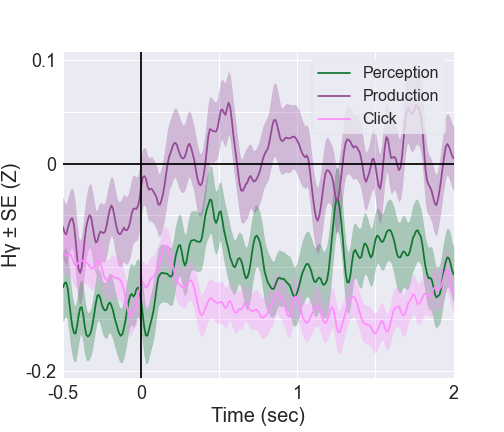 Perception
Production
Click
Hγ ± SE (Z)
0.1
0
-0.2
-0.5
0
1
2
Time (sec)